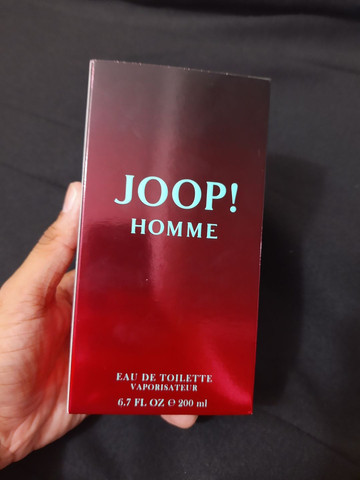 JOOP!
HOMME
EAU DE TOILETTE
VAPORISATEUR
6.7 FL OZ ℮ 200 ml